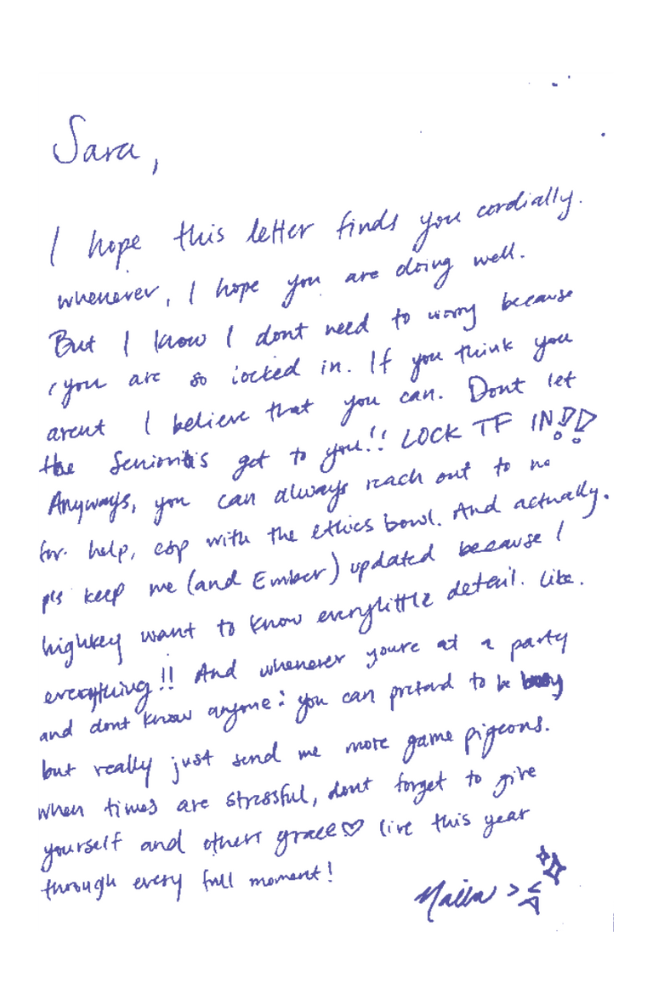 Sara,
I hope this letter finds you cordially.
whenever, I hope you are doing well.
But I know I dont need to worry because
you are so locked in. If you think you
arent I believe that you can. Dont let
the Senioritis get to you!! LOCK TF IN!!
Anyways, you can always reach out to me
for help, esp with the ethics bowl. And actually.
pls keep me (and Ember) updated because I
highkey want to know everylittle detail. like.
everything!! And whenever youre at a party
and dont know anyone: you can pretend to be busy
but really just send me more game pigeons.
when times are stressful, dont forget to give
yourself and others grace♡ live this year
through every full moment!